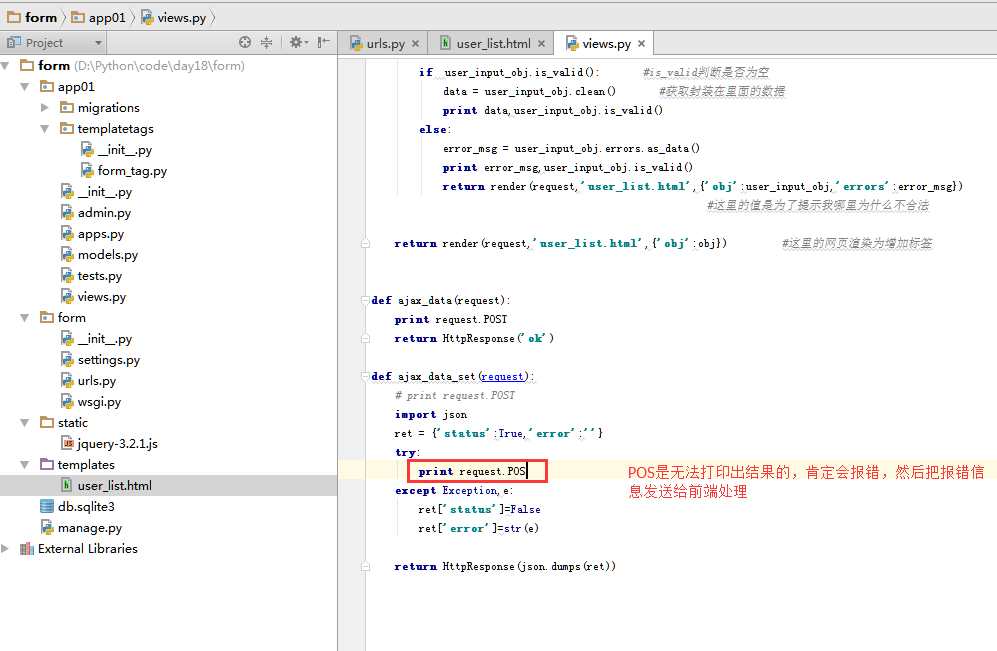 form app01 views.py
Project
urls.py user_list.html views.py
form (D:\Python\code\day18\form)
app01
migrations
templatetags
__init__.py
form_tag.py
__init__.py
admin.py
apps.py
models.py
tests.py
views.py
form
__init__.py
settings.py
urls.py
wsgi.py
static
jquery-3.2.1.js
templates
user_list.html
db.sqlite3
manage.py
External Libraries
if user_input_obj.is_valid(): #is_valid判断是否为空
data = user_input_obj.clean() #获取封装在里面的数据
print data,user_input_obj.is_valid()
else:
error_msg = user_input_obj.errors.as_data()
print error_msg,user_input_obj.is_valid()
return render(request,'user_list.html',{'obj':user_input_obj,'errors':error_msg})
#这里的值是为了提示我哪里为什么不合法
return render(request,'user_list.html',{'obj':obj}) #这里的网页渲染为增加标签
def ajax_data(request):
print request.POST
return HttpResponse('ok')
def ajax_data_set(request):
# print request.POST
import json
ret = {'status':True,'error':''}
try:
print request.POS
except Exception,e:
ret['status']=False
ret['error']=str(e)
return HttpResponse(json.dumps(ret))
POS是无法打印出结果的，肯定会报错，然后把报错信
息发送给前端处理